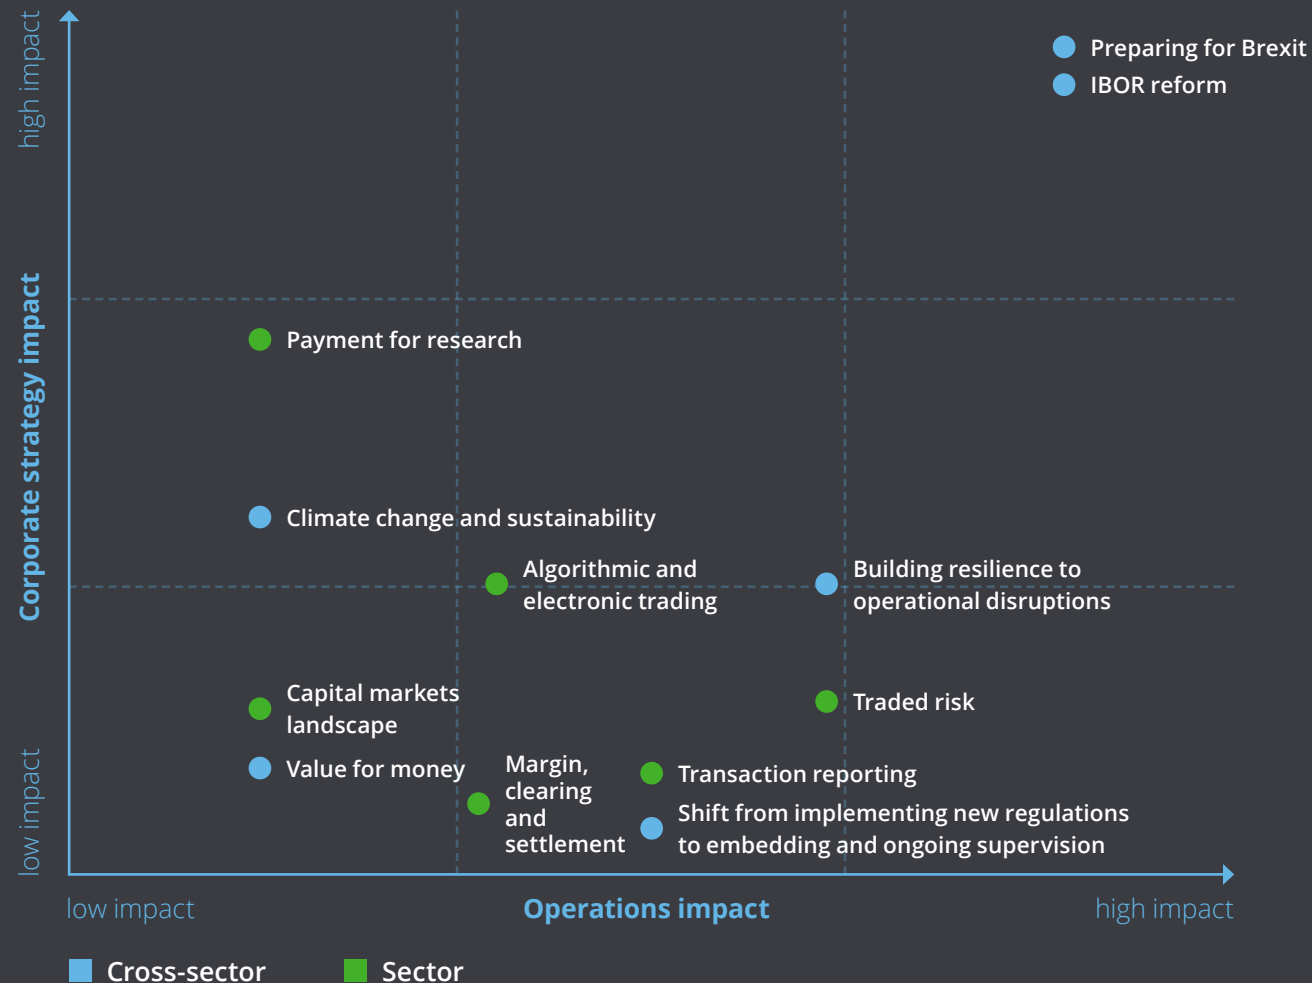 high impact
Corporate strategy impact
low impact
Preparing for Brexit
IBOR reform
Payment for research
Climate change and sustainability
Algorithmic and
electronic trading
Building resilience to
operational disruptions
Capital markets
landscape
Traded risk
Value for money
Margin,
clearing
and
settlement
Transaction reporting
Shift from implementing new regulations
to embedding and ongoing supervision
low impact
Operations impact
high impact
Cross-sector
Sector